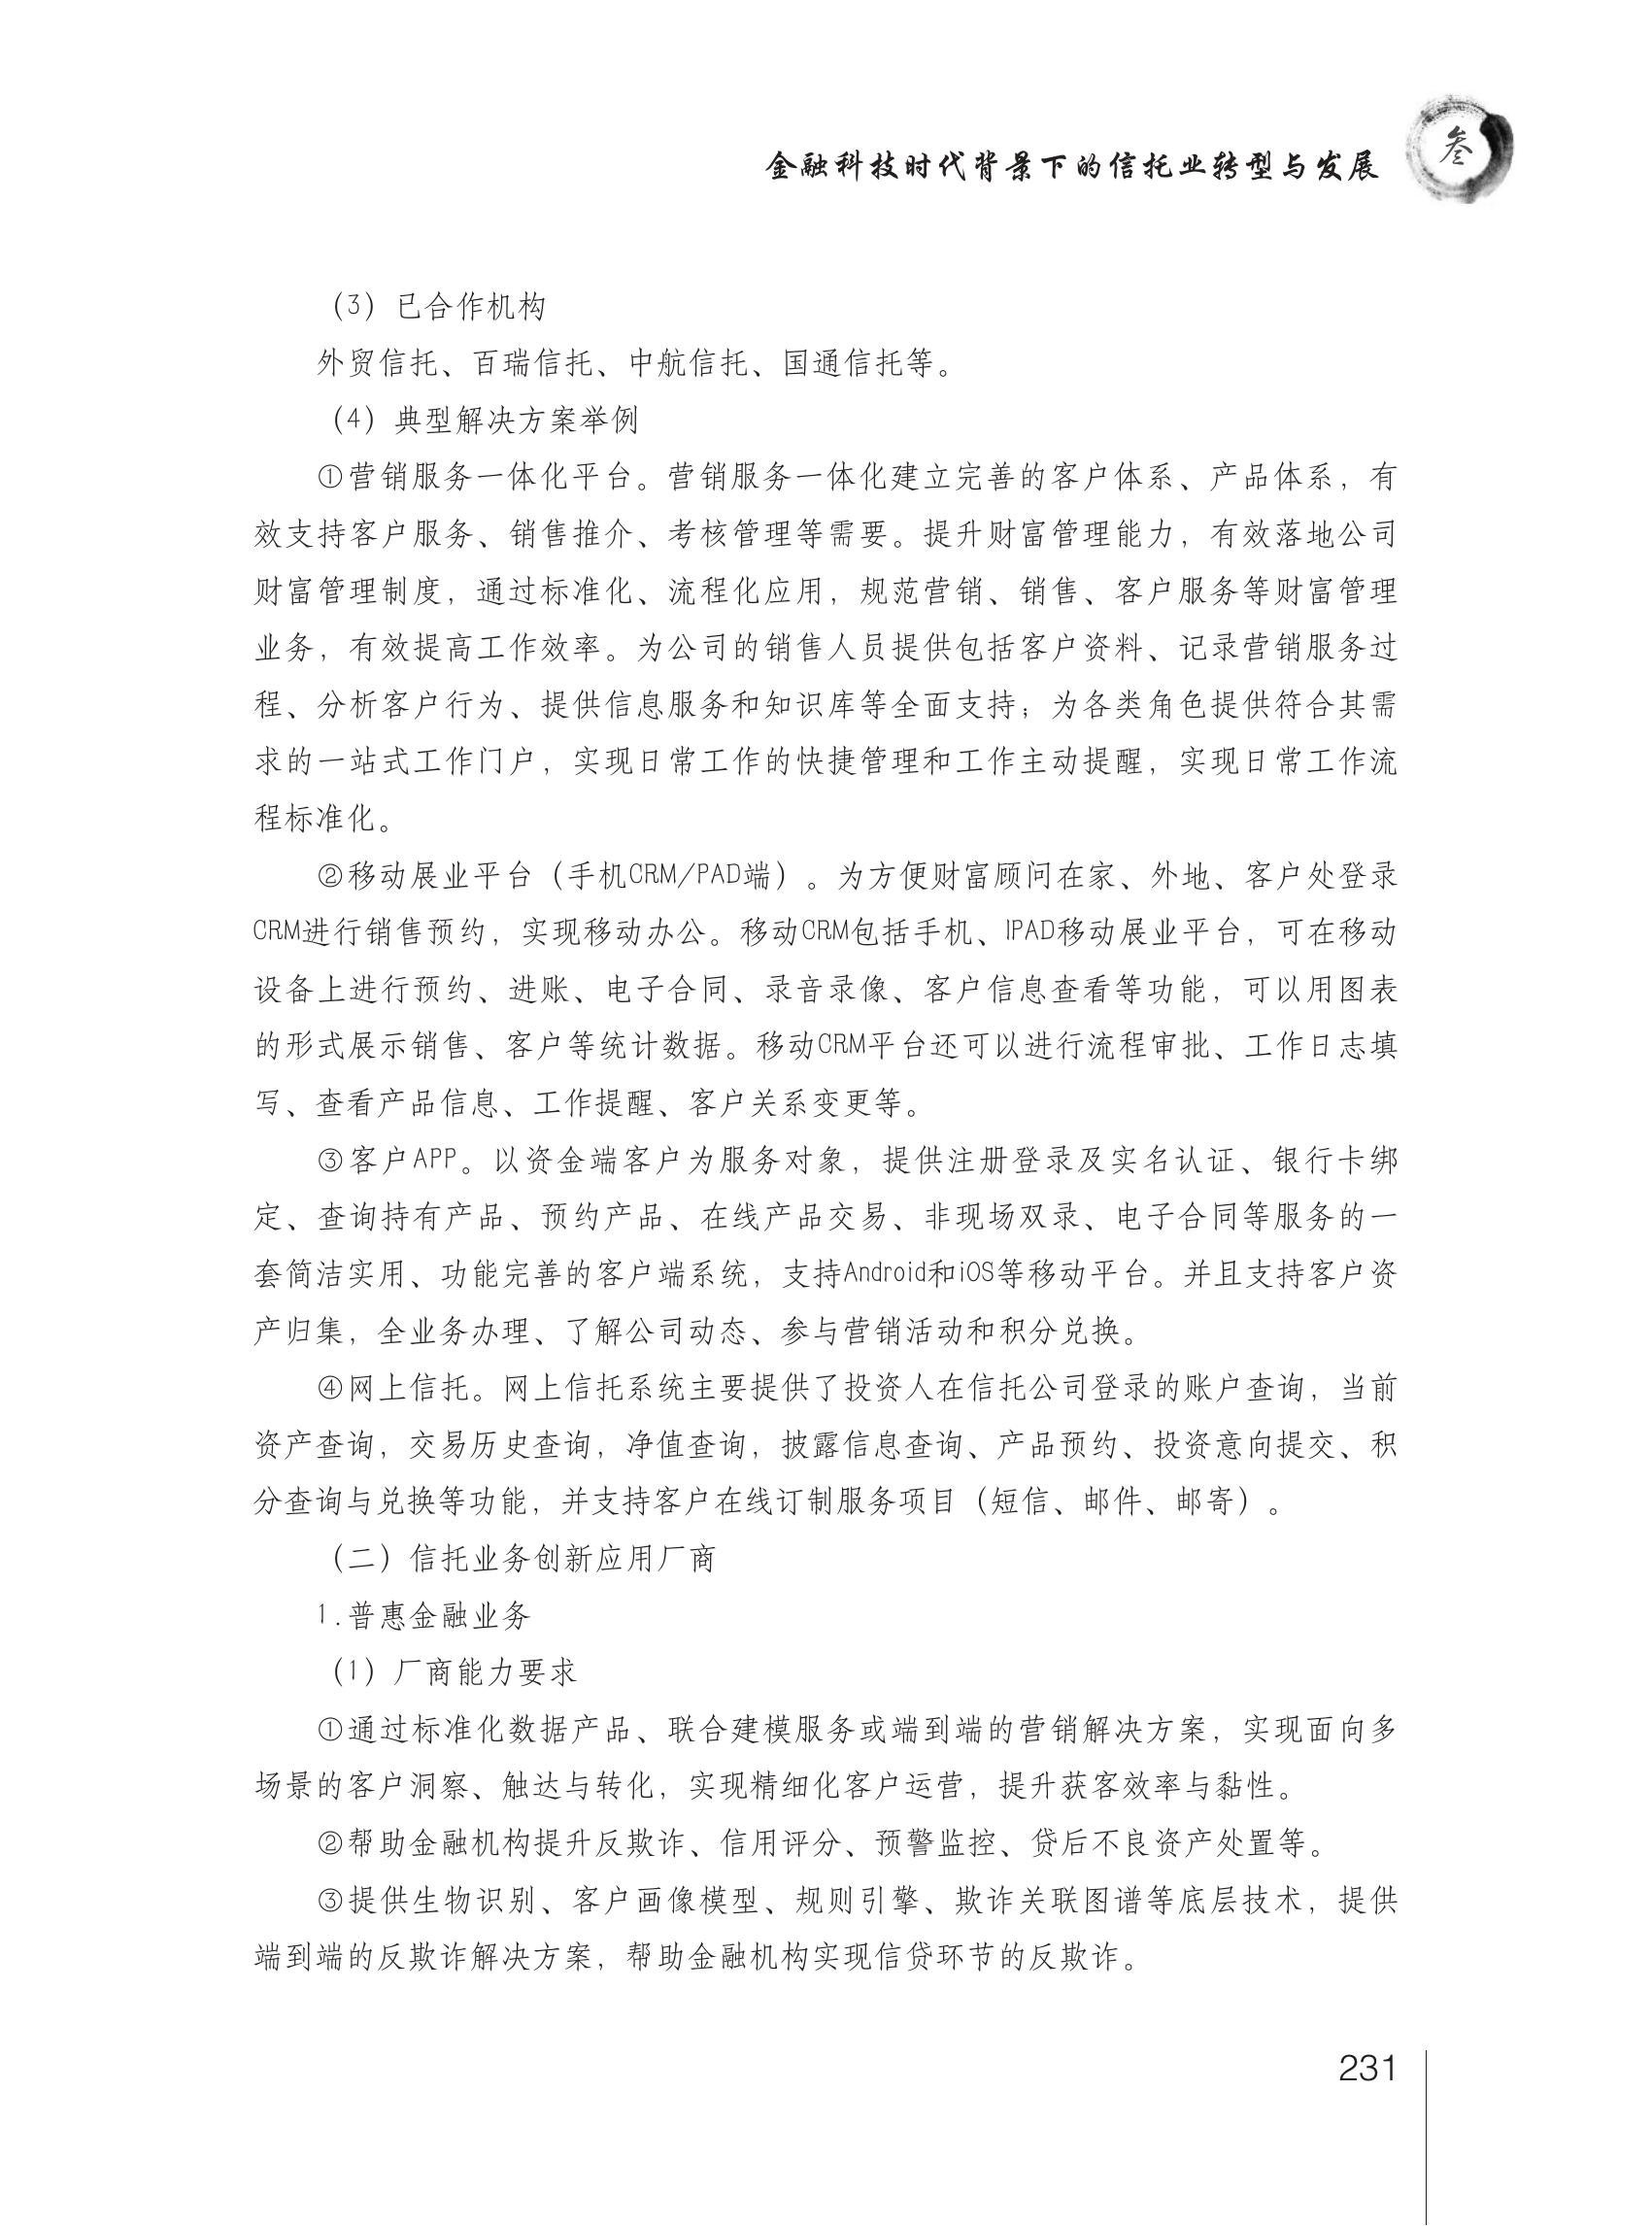 金融科技时代背景下的信托业转型与发展
叁
（3）已合作机构
外贸信托、百瑞信托、中航信托、国通信托等。
（4）典型解决方案举例
①营销服务一体化平台。营销服务一体化建立完善的客户体系、产品体系，有
效支持客户服务、销售推介、考核管理等需要。提升财富管理能力，有效落地公司
财富管理制度，通过标准化、流程化应用，规范营销、销售、客户服务等财富管理
业务，有效提高工作效率。为公司的销售人员提供包括客户资料、记录营销服务过
程、分析客户行为、提供信息服务和知识库等全面支持；为各类角色提供符合其需
求的一站式工作门户，实现日常工作的快捷管理和工作主动提醒，实现日常工作流
程标准化。
②移动展业平台（手机CRM/PAD端）。为方便财富顾问在家、外地、客户处登录
CRM进行销售预约，实现移动办公。移动CRM包括手机、IPAD移动展业平台，可在移动
设备上进行预约、进账、电子合同、录音录像、客户信息查看等功能，可以用图表
的形式展示销售、客户等统计数据。移动CRM平台还可以进行流程审批、工作日志填
写、查看产品信息、工作提醒、客户关系变更等。
③客户APP。以资金端客户为服务对象，提供注册登录及实名认证、银行卡绑
定、查询持有产品、预约产品、在线产品交易、非现场双录、电子合同等服务的一
套简洁实用、功能完善的客户端系统，支持Android和iOS等移动平台。并且支持客户资
产归集，全业务办理、了解公司动态、参与营销活动和积分兑换。
④网上信托。网上信托系统主要提供了投资人在信托公司登录的账户查询，当前
资产查询，交易历史查询，净值查询，披露信息查询、产品预约、投资意向提交、积
分查询与兑换等功能，并支持客户在线订制服务项目（短信、邮件、邮寄）。
（二）信托业务创新应用厂商
1.普惠金融业务
（1）厂商能力要求
①通过标准化数据产品、联合建模服务或端到端的营销解决方案，实现面向多
场景的客户洞察、触达与转化，实现精细化客户运营，提升获客效率与黏性。
②帮助金融机构提升反欺诈、信用评分、预警监控、贷后不良资产处置等。
③提供生物识别、客户画像模型、规则引擎、欺诈关联图谱等底层技术，提供
端到端的反欺诈解决方案，帮助金融机构实现信贷环节的反欺诈。
231